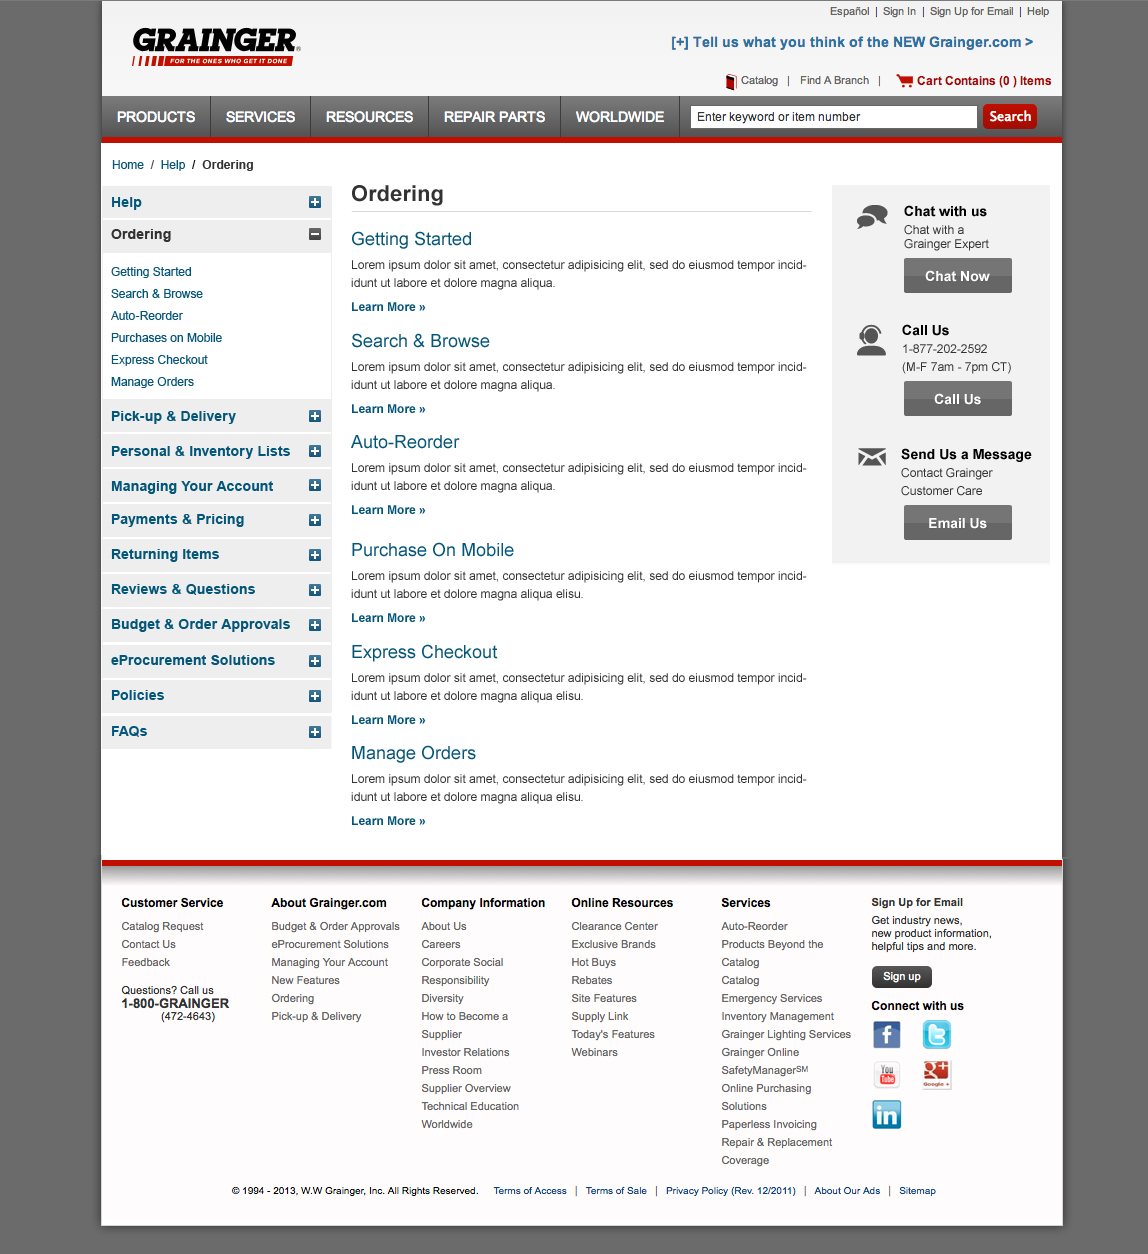 Español | Sign In | Sign Up for Email | Help
GRAINGER®
FOR THE ONES WHO GET IT DONE
[+] Tell us what you think of the NEW Grainger.com >
Catalog | Find A Branch | Cart Contains (0 ) Items
PRODUCTS SERVICES RESOURCES REPAIR PARTS WORLDWIDE Enter keyword or item number Search
Home / Help / Ordering
Help
Ordering
Getting Started
Search & Browse
Auto-Reorder
Purchases on Mobile
Express Checkout
Manage Orders
Pick-up & Delivery
Personal & Inventory Lists
Managing Your Account
Payments & Pricing
Returning Items
Reviews & Questions
Budget & Order Approvals
eProcurement Solutions
Policies
FAQs
Ordering
Getting Started
Lorem ipsum dolor sit amet, consectetur adipisicing elit, sed do eiusmod tempor incid-
idunt ut labore et dolore magna aliqua.
Learn More »
Search & Browse
Lorem ipsum dolor sit amet, consectetur adipisicing elit, sed do eiusmod tempor incid-
idunt ut labore et dolore magna aliqua.
Learn More »
Auto-Reorder
Lorem ipsum dolor sit amet, consectetur adipisicing elit, sed do eiusmod tempor incid-
idunt ut labore et dolore magna aliqua.
Learn More »
Purchase On Mobile
Lorem ipsum dolor sit amet, consectetur adipisicing elit, sed do eiusmod tempor incid-
idunt ut labore et dolore magna aliqua elisu.
Learn More »
Express Checkout
Lorem ipsum dolor sit amet, consectetur adipisicing elit, sed do eiusmod tempor incid-
idunt ut labore et dolore magna aliqua elisu.
Learn More »
Manage Orders
Lorem ipsum dolor sit amet, consectetur adipisicing elit, sed do eiusmod tempor incid-
idunt ut labore et dolore magna aliqua elisu.
Learn More »
Chat with us
Chat with a
Grainger Expert
Chat Now
Call Us
1-877-202-2592
(M-F 7am - 7pm CT)
Call Us
Send Us a Message
Contact Grainger
Customer Care
Email Us
Customer Service
Catalog Request
Contact Us
Feedback
Questions? Call us
1-800-GRAINGER
(472-4643)
About Grainger.com
Budget & Order Approvals
eProcurement Solutions
Managing Your Account
New Features
Ordering
Pick-up & Delivery
Company Information
About Us
Careers
Corporate Social
Responsibility
Diversity
How to Become a
Supplier
Investor Relations
Press Room
Supplier Overview
Technical Education
Worldwide
Online Resources
Clearance Center
Exclusive Brands
Hot Buys
Rebates
Site Features
Supply Link
Today's Features
Webinars
Services
Auto-Reorder
Products Beyond the
Catalog
Catalog
Emergency Services
Inventory Management
Grainger Lighting Services
Grainger Online
SafetyManager℠
Online Purchasing
Solutions
Paperless Invoicing
Repair & Replacement
Coverage
Sign Up for Email
Get industry news,
new product information,
helpful tips and more.
Sign up
Connect with us
f
t
You
Tube
g+
Google +
in
© 1994 - 2013, W.W Grainger, Inc. All Rights Reserved. Terms of Access | Terms of Sale | Privacy Policy (Rev. 12/2011) | About Our Ads | Sitemap